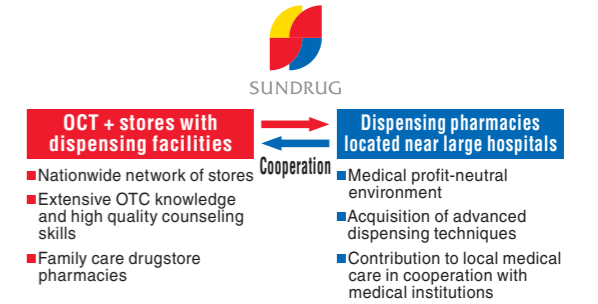 SUNDRUG
OCT + stores with
dispensing facilities
Cooperation
Dispensing pharmacies
located near large hospitals
Nationwide network of stores
Extensive OTC knowledge
and high quality counseling
skills
Family care drugstore
pharmacies
Medical profit-neutral
environment
Acquisition of advanced
dispensing techniques
Contribution to local medical
care in cooperation with
medical institutions